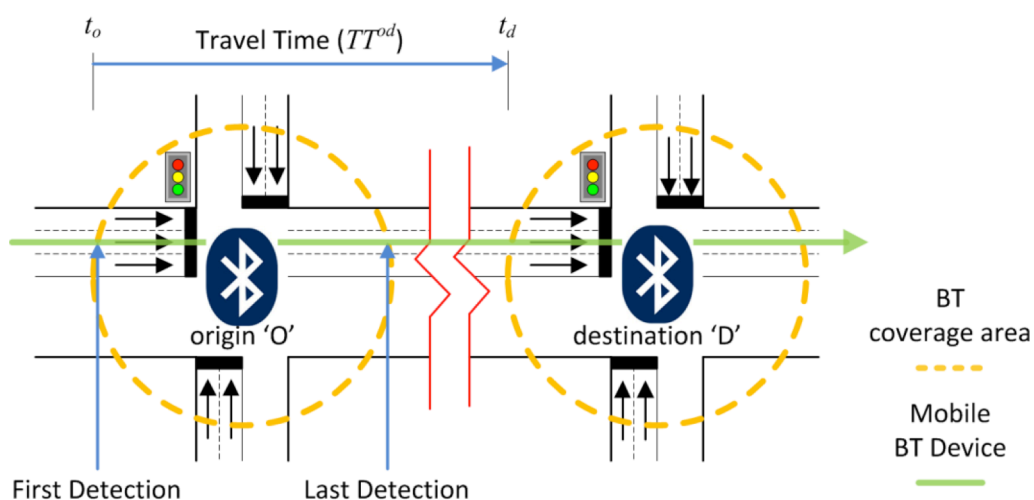 t_o
t_d
Travel Time (TT^{od})
origin ‘O’
destination ‘D’
BT
coverage area
Mobile
BT Device
First Detection
Last Detection